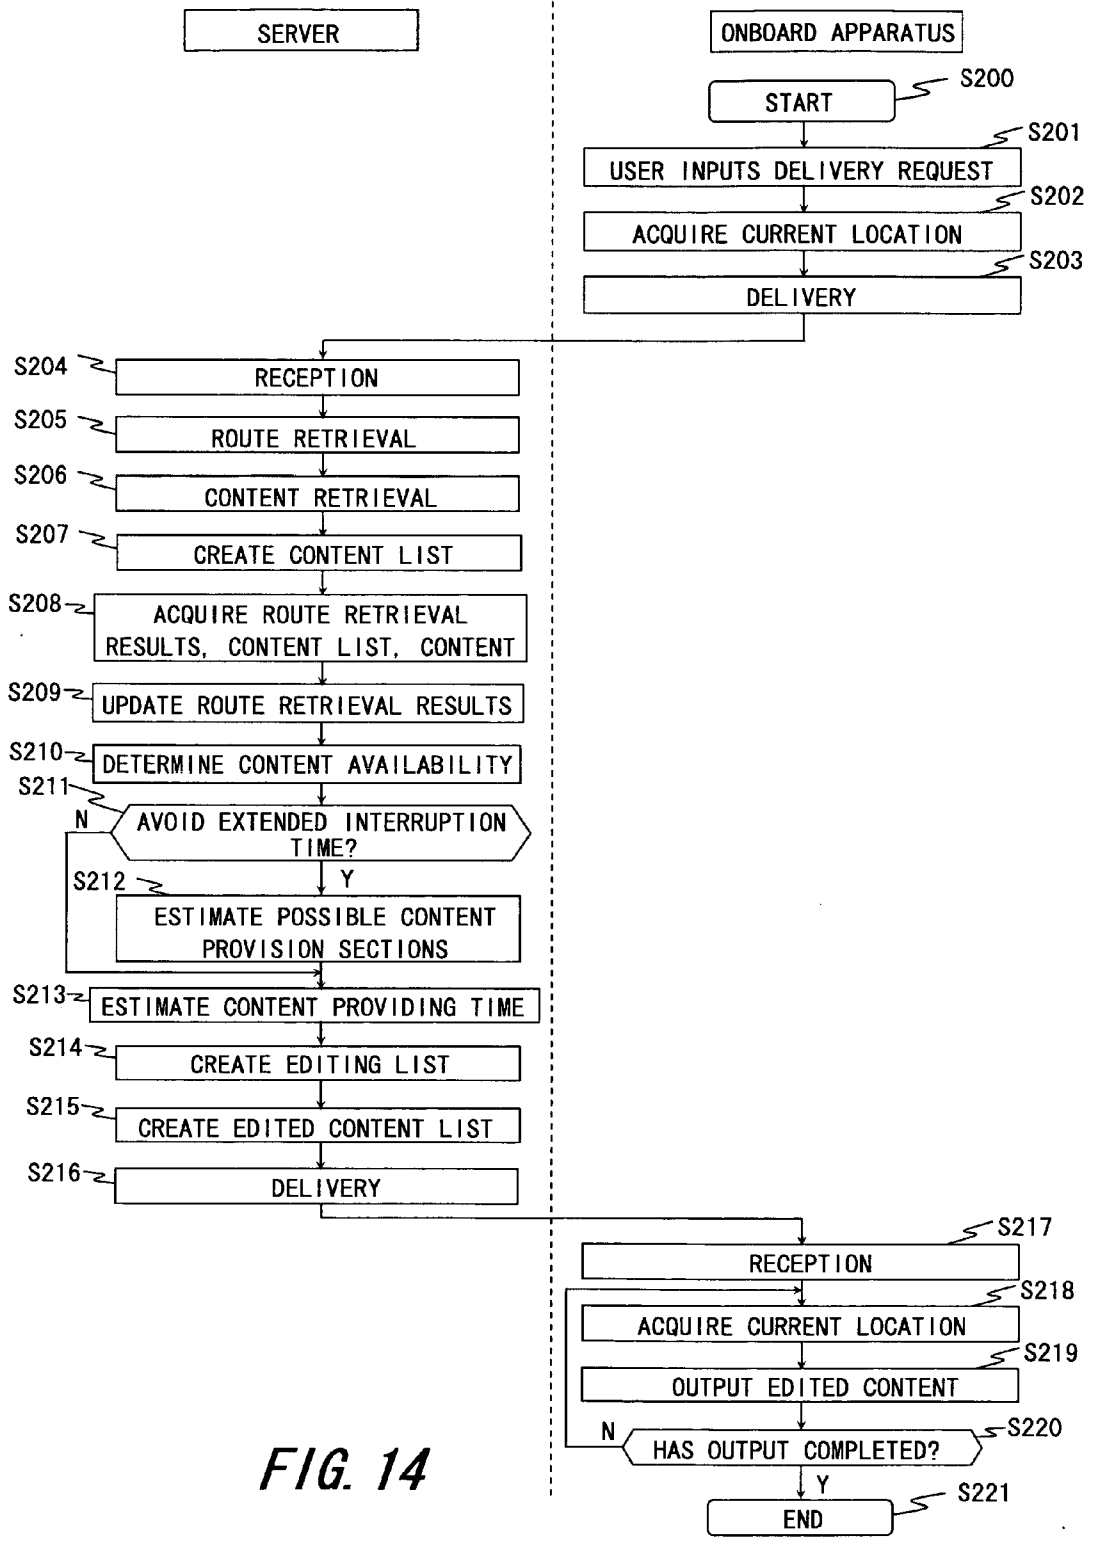 SERVER
ONBOARD APPARATUS
START
S200
S201
USER INPUTS DELIVERY REQUEST
S202
ACQUIRE CURRENT LOCATION
S203
DELIVERY
S204
RECEPTION
S205
ROUTE RETRIEVAL
S206
CONTENT RETRIEVAL
S207
CREATE CONTENT LIST
S208
ACQUIRE ROUTE RETRIEVAL
RESULTS, CONTENT LIST, CONTENT
S209
UPDATE ROUTE RETRIEVAL RESULTS
S210
DETERMINE CONTENT AVAILABILITY
S211
N
AVOID EXTENDED INTERRUPTION
TIME?
Y
S212
ESTIMATE POSSIBLE CONTENT
PROVISION SECTIONS
S213
ESTIMATE CONTENT PROVIDING TIME
S214
CREATE EDITING LIST
S215
CREATE EDITED CONTENT LIST
S216
DELIVERY
S217
RECEPTION
S218
ACQUIRE CURRENT LOCATION
S219
OUTPUT EDITED CONTENT
S220
N
HAS OUTPUT COMPLETED?
Y
S221
END
FIG. 14